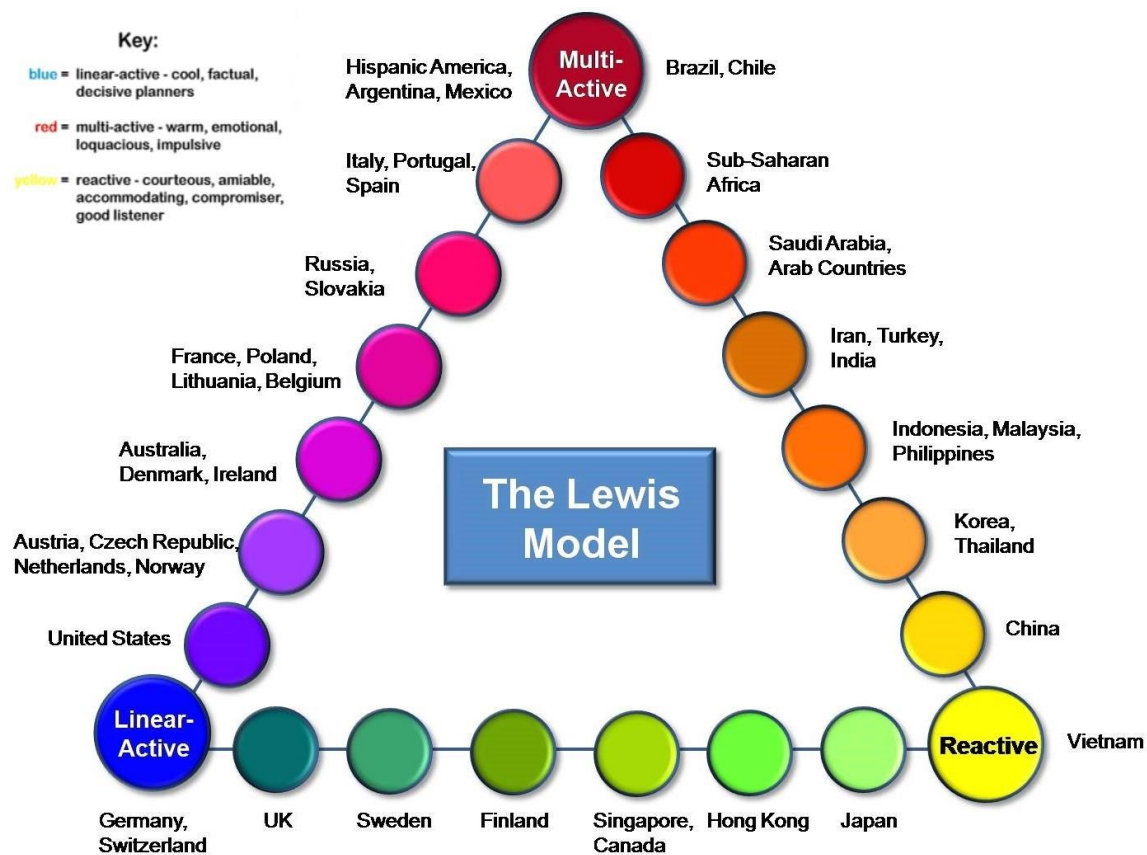 Key:
blue = linear-active - cool, factual,
decisive planners
red = multi-active - warm, emotional,
loquacious, impulsive
yellow = reactive - courteous, amiable,
accommodating, compromiser,
good listener
Multi-
Active
Hispanic America,
Argentina, Mexico
Brazil, Chile
Italy, Portugal,
Spain
Sub-Saharan
Africa
Russia,
Slovakia
Saudi Arabia,
Arab Countries
France, Poland,
Lithuania, Belgium
Iran, Turkey,
India
Australia,
Denmark, Ireland
Indonesia, Malaysia,
Philippines
The Lewis
Model
Austria, Czech Republic,
Netherlands, Norway
Korea,
Thailand
United States
China
Linear-
Active
Reactive
Vietnam
Germany,
Switzerland
UK
Sweden
Finland
Singapore,
Canada
Hong Kong
Japan